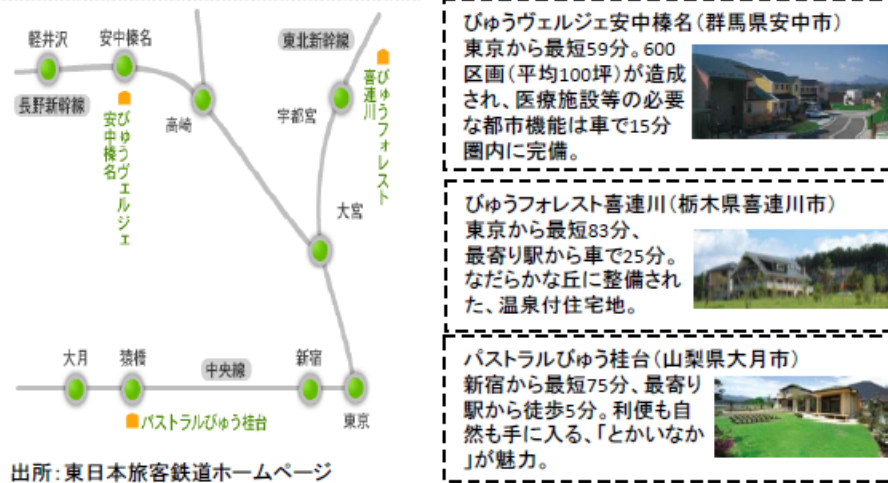 軽井沢
安中榛名
長野新幹線
びゅうヴェルジェ
安中榛名
高崎
東北新幹線
宇都宮
びゅうフォレスト
喜連川
大宮
大月
猿橋
中央線
新宿
東京
パストラルびゅう桂台
出所:東日本旅客鉄道ホームページ
びゅうヴェルジェ安中榛名(群馬県安中市)
東京から最短59分。600
区画(平均100坪)が造成
され、医療施設等の必要
な都市機能は車で15分
圏内に完備。
びゅうフォレスト喜連川(栃木県喜連川市)
東京から最短83分、
最寄り駅から車で25分。
なだらかな丘に整備され
た、温泉付住宅地。
パストラルびゅう桂台(山梨県大月市)
新宿から最短75分、最寄り
駅から徒歩5分。利便も自
然も手に入る、「とかいなか
」が魅力。